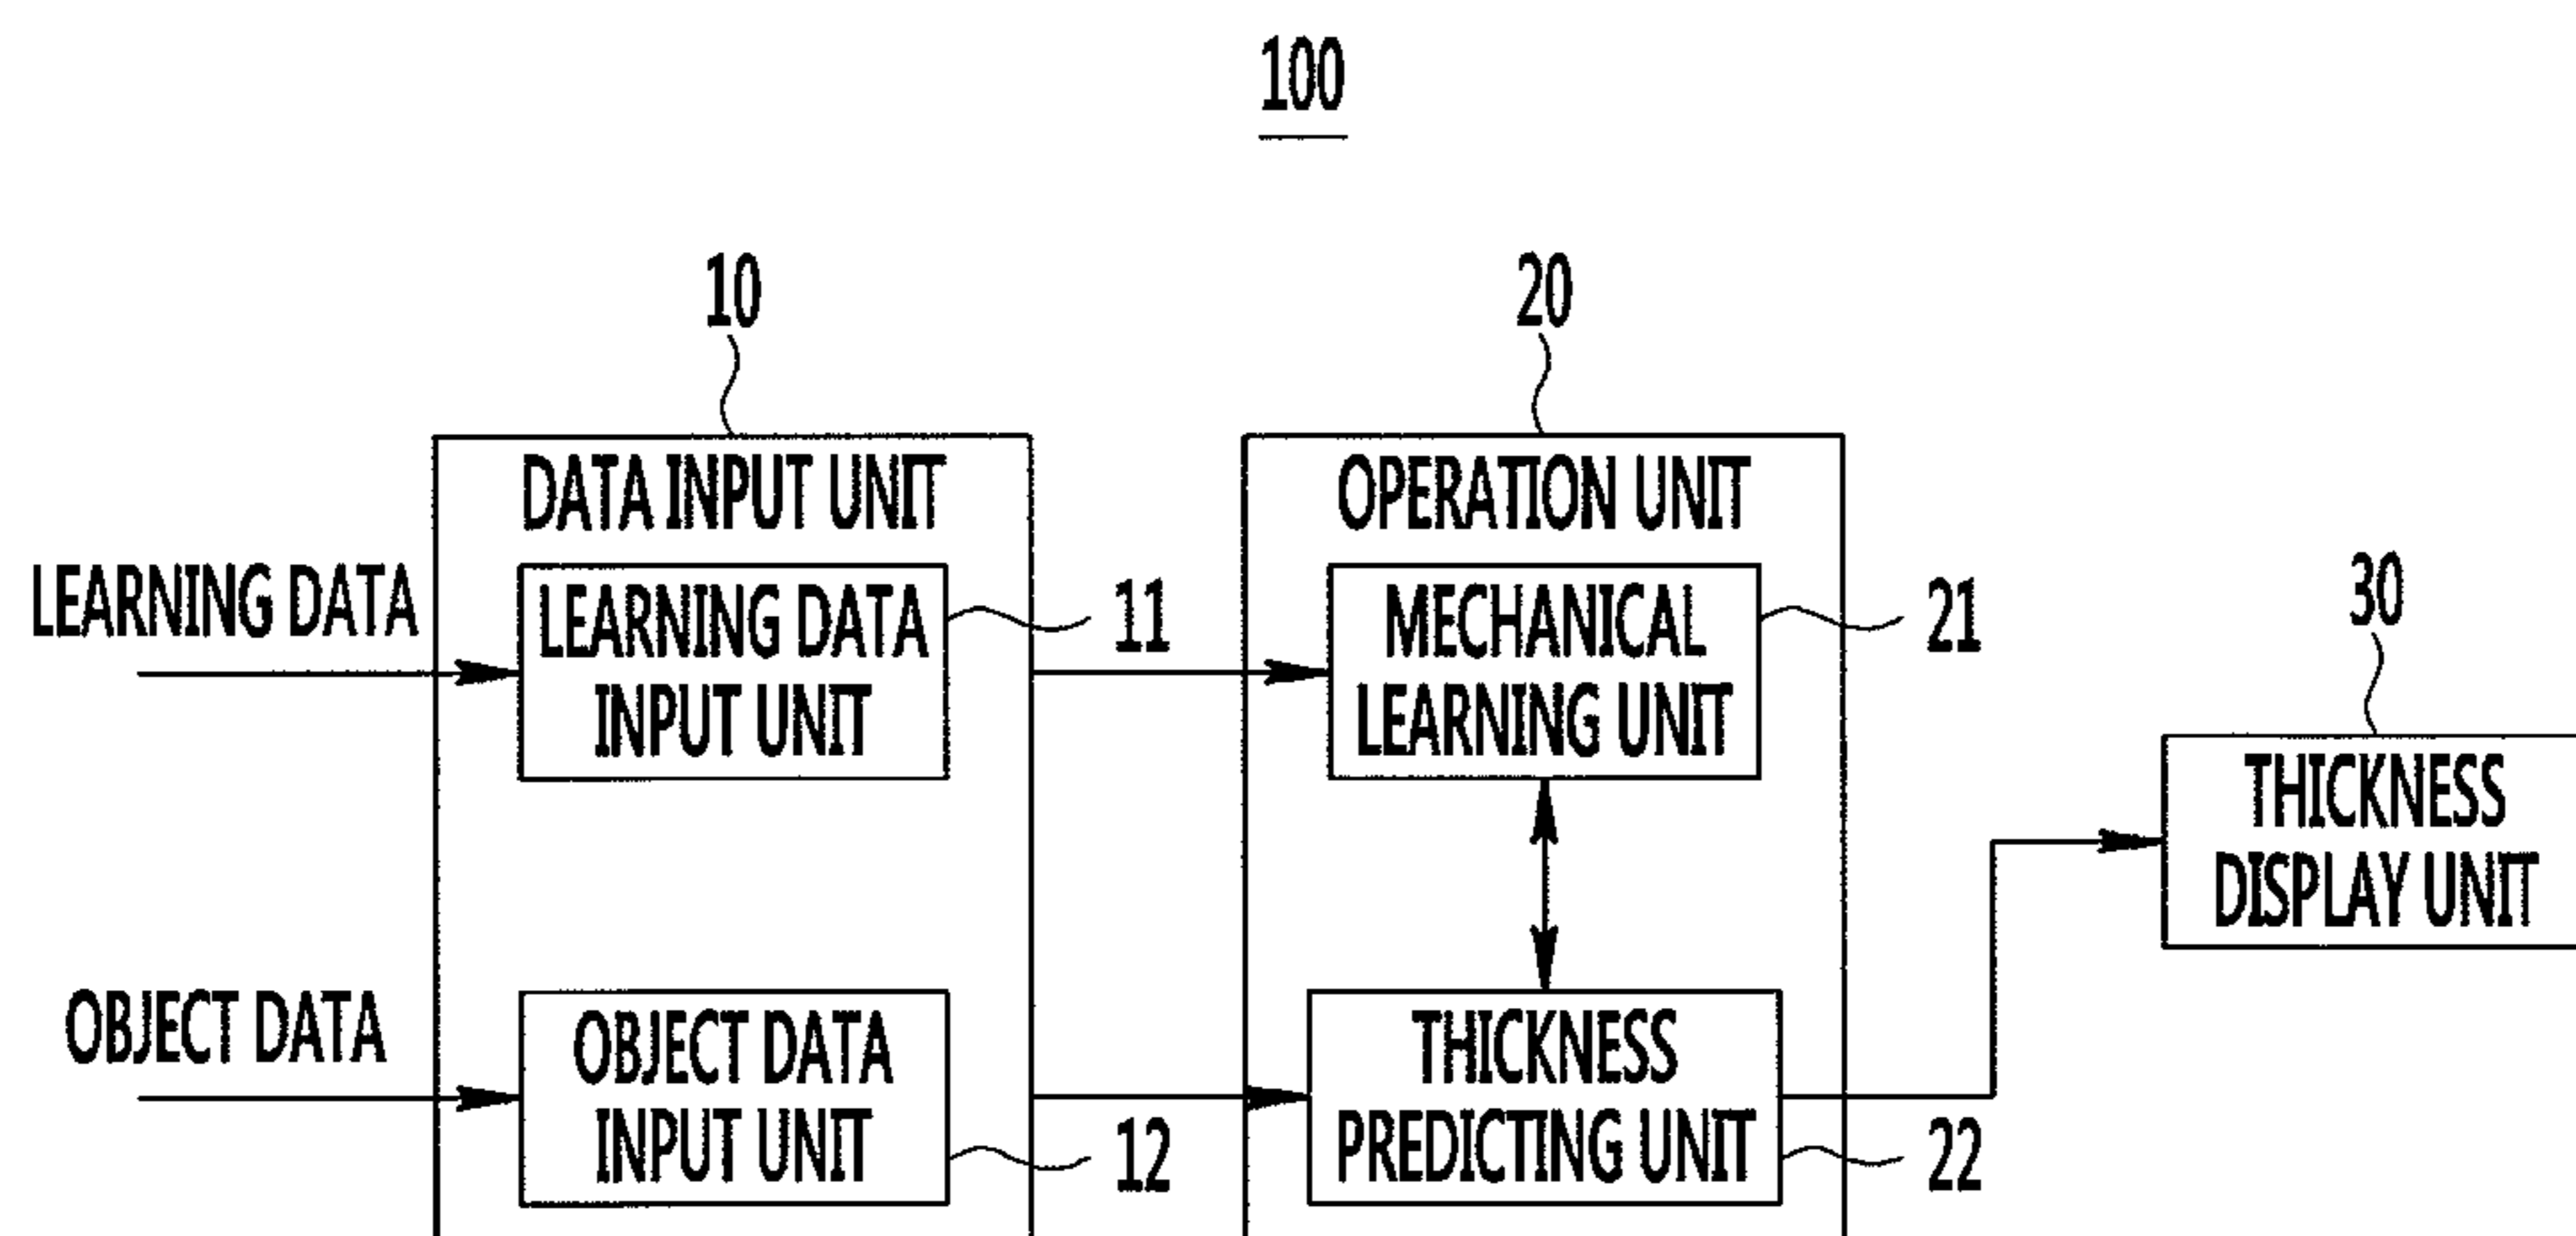 100
10
20
DATA INPUT UNIT
OPERATION UNIT
LEARNING DATA
LEARNING DATA
INPUT UNIT
11
MECHANICAL
LEARNING UNIT
21
30
THICKNESS
DISPLAY UNIT
OBJECT DATA
OBJECT DATA
INPUT UNIT
12
THICKNESS
PREDICTING UNIT
22